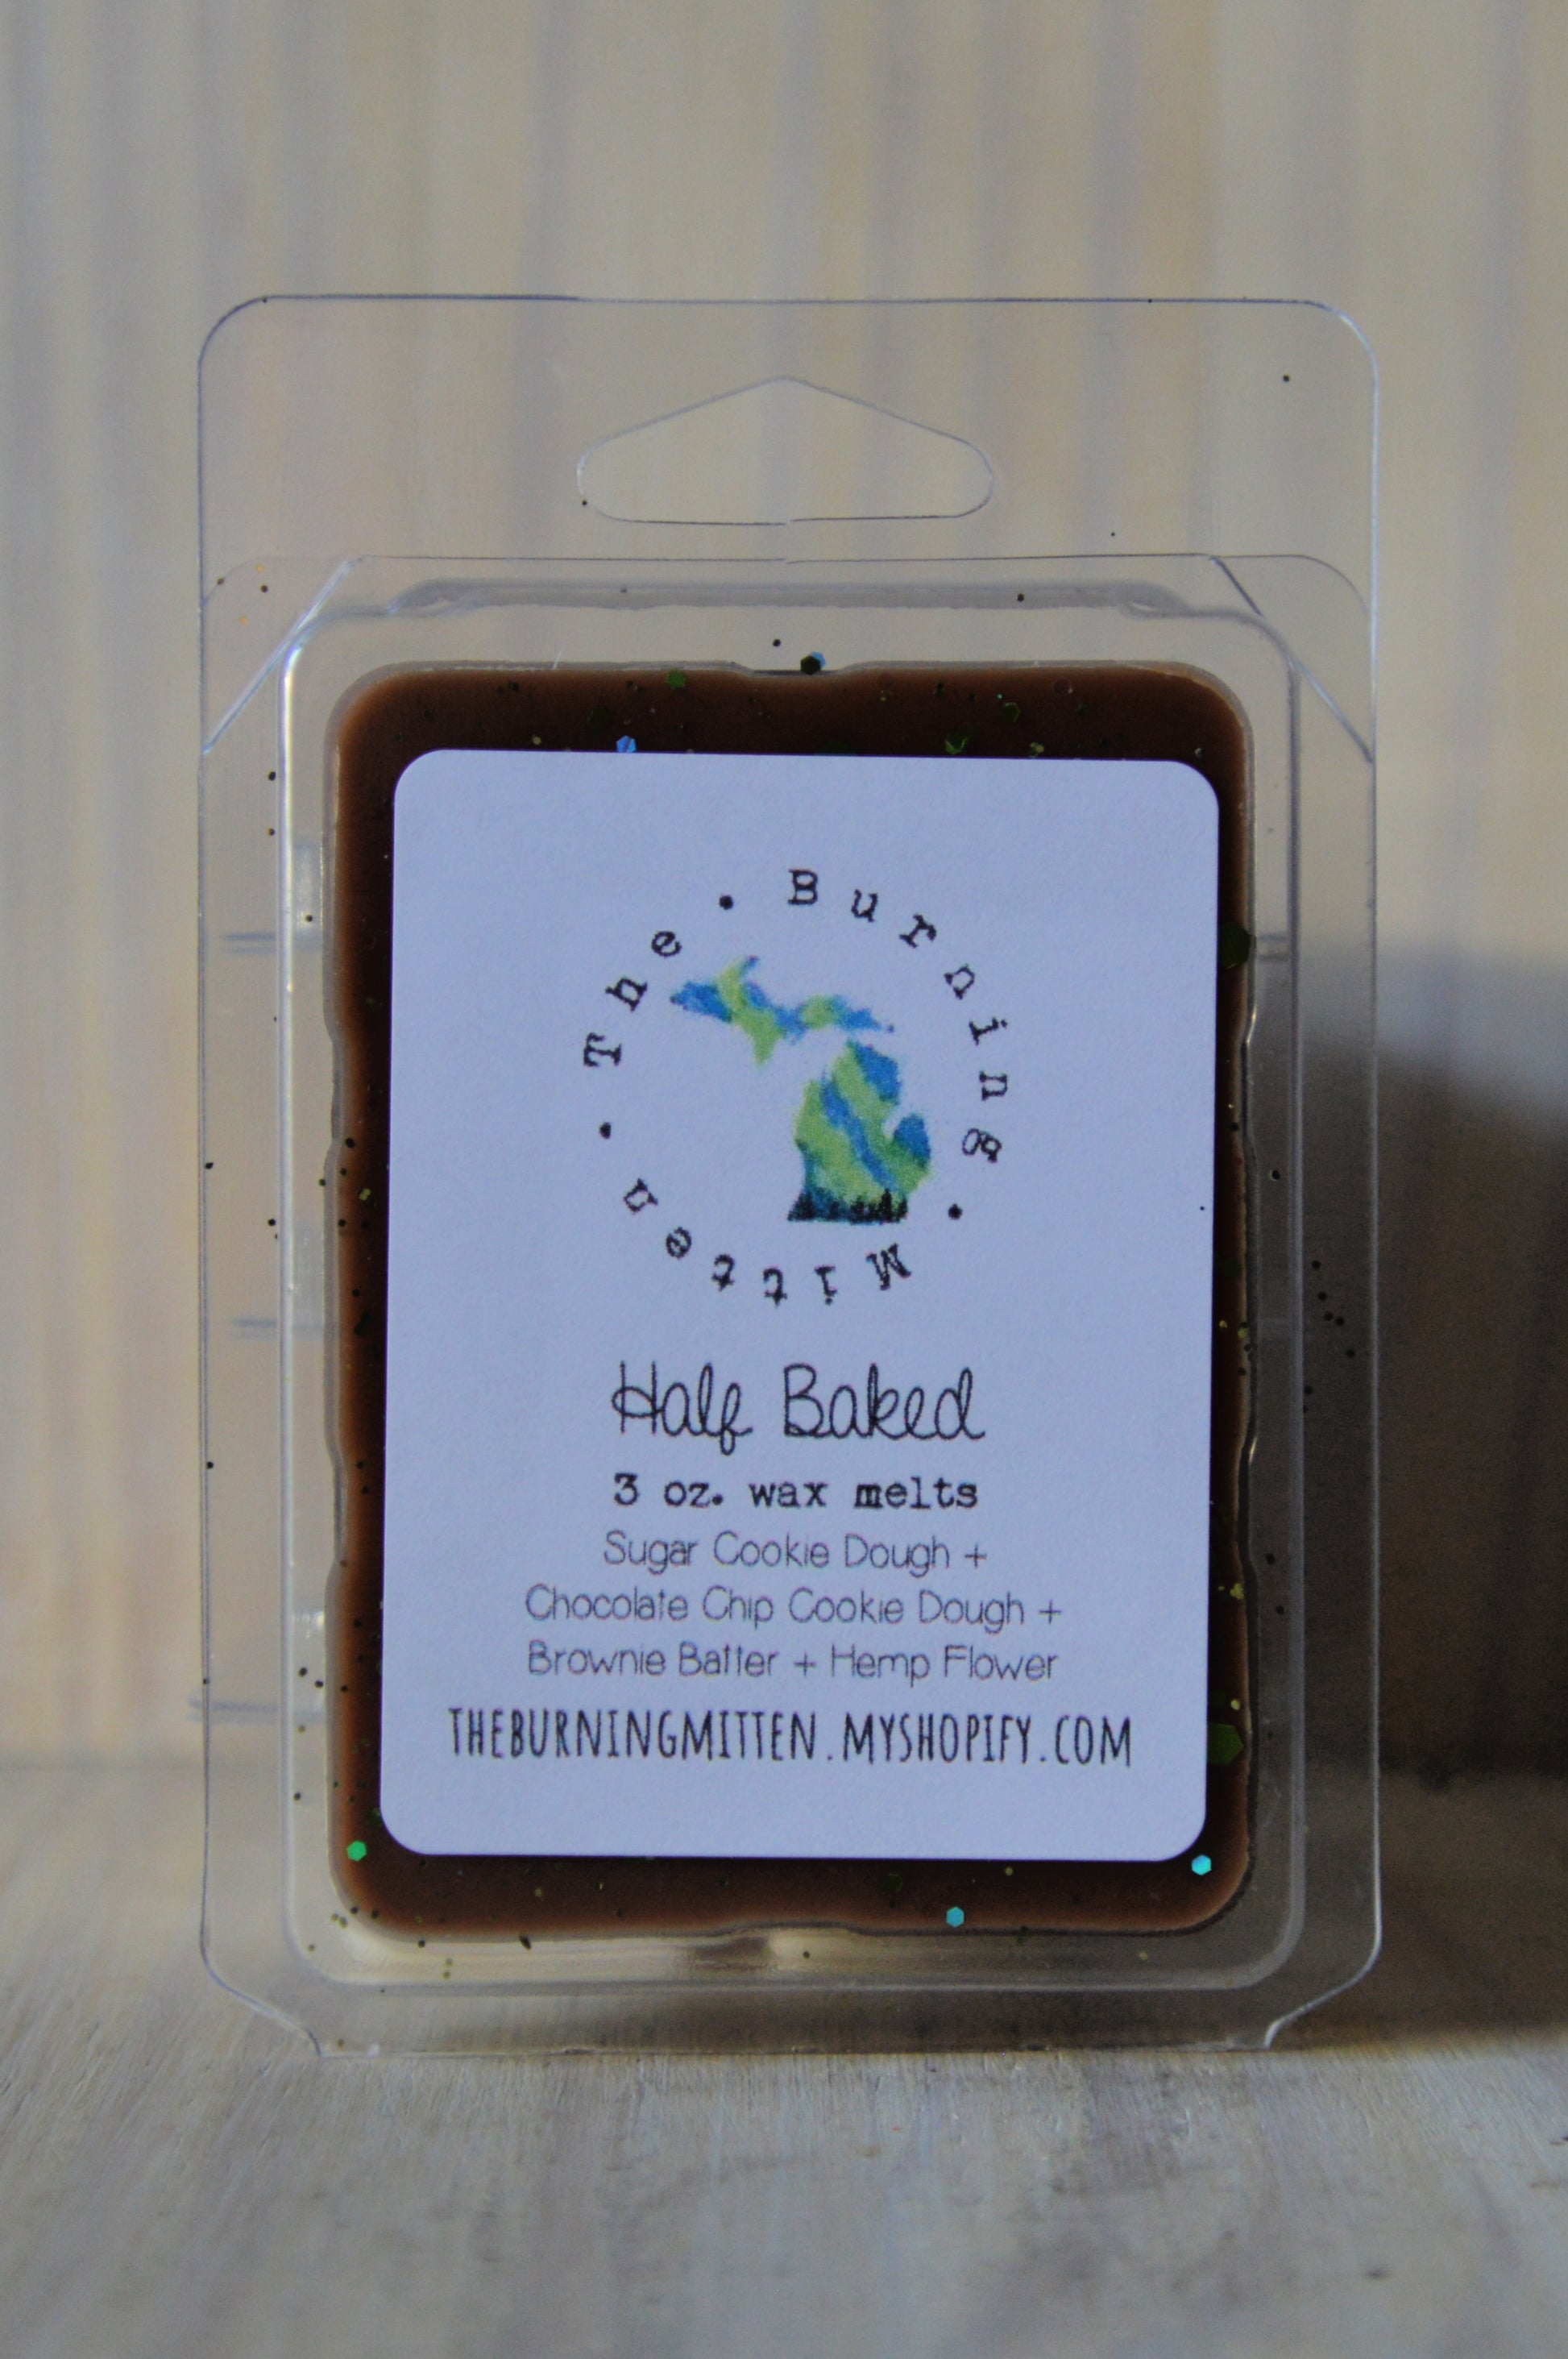 The • Burning • Mitten •
Half Baked
3 oz. wax melts
Sugar Cookie Dough +
Chocolate Chip Cookie Dough +
Brownie Batter + Hemp Flower
THEBURNINGMITTEN.MYSHOPIFY.COM